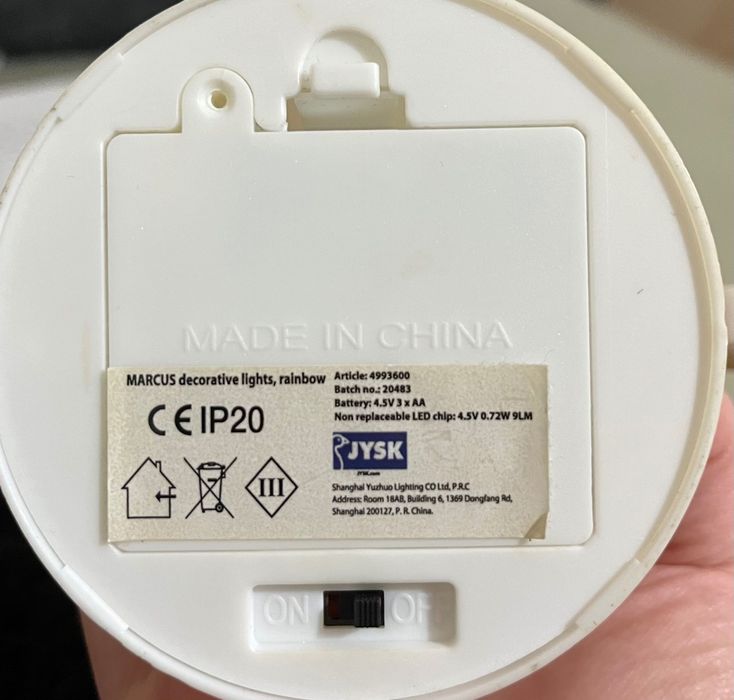 MADE IN CHINA
MARCUS decorative lights, rainbow
CE IP20
III
Article: 4993600
Batch no.: 20483
Battery: 4.5V 3 x AA
Non replaceable LED chip: 4.5V 0.72W 9LM
JYSK
JYSK.com
Shanghai Yuzhuo Lighting CO Ltd, P.R.C
Address: Room 18AB, Building 6, 1369 Dongfang Rd,
Shanghai 200127, P. R. China.
ON OFF